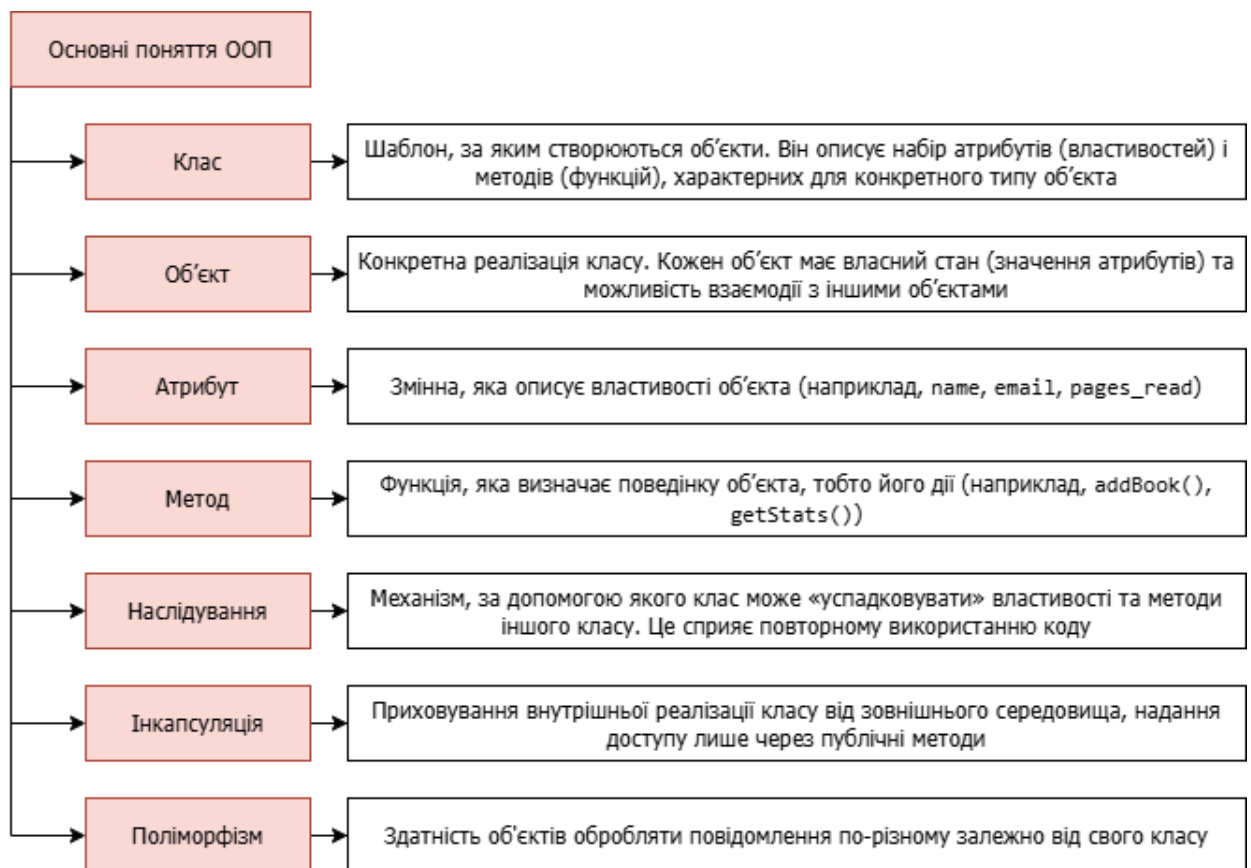 Основні поняття ООП
Клас
Шаблон, за яким створюються об’єкти. Він описує набір атрибутів (властивостей) і
методів (функцій), характерних для конкретного типу об’єкта
Об’єкт
Конкретна реалізація класу. Кожен об’єкт має власний стан (значення атрибутів) та
можливість взаємодії з іншими об’єктами
Атрибут
Змінна, яка описує властивості об’єкта (наприклад, name, email, pages_read)
Метод
Функція, яка визначає поведінку об’єкта, тобто його дії (наприклад, addBook(),
getStats())
Наслідування
Механізм, за допомогою якого клас може «успадковувати» властивості та методи
іншого класу. Це сприяє повторному використанню коду
Інкапсуляція
Приховування внутрішньої реалізації класу від зовнішнього середовища, надання
доступу лише через публічні методи
Поліморфізм
Здатність об'єктів обробляти повідомлення по-різному залежно від свого класу